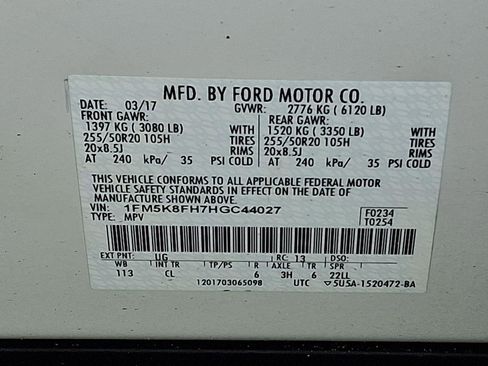 MFD. BY FORD MOTOR CO.
DATE: 03/17 GVWR: 2776 KG ( 6120 LB)
FRONT GAWR: REAR GAWR:
1397 KG ( 3080 LB) WITH 1520 KG ( 3350 LB) WITH
255/50R20 105H TIRES 255/50R20 105H TIRES
20x8.5J RIMS 20x8.5J RIMS
AT 240 kPa/ 35 PSI COLD AT 240 kPa/ 35 PSI COLD
THIS VEHICLE CONFORMS TO ALL APPLICABLE FEDERAL MOTOR
VEHICLE SAFETY STANDARDS IN EFFECT ON THE DATE OF
MANUFACTURE SHOWN ABOVE.
VIN: 1FM5K8FH7HGC44027 F0234
TYPE: MPV T0254
EXT PNT: UG RC: 13 DSO:
WB INT TR TP/PS R AXLE TR SPR
113 CL 6 3H 6 22LL
1201703065098 UTC ▽5U5A-1520472-BA